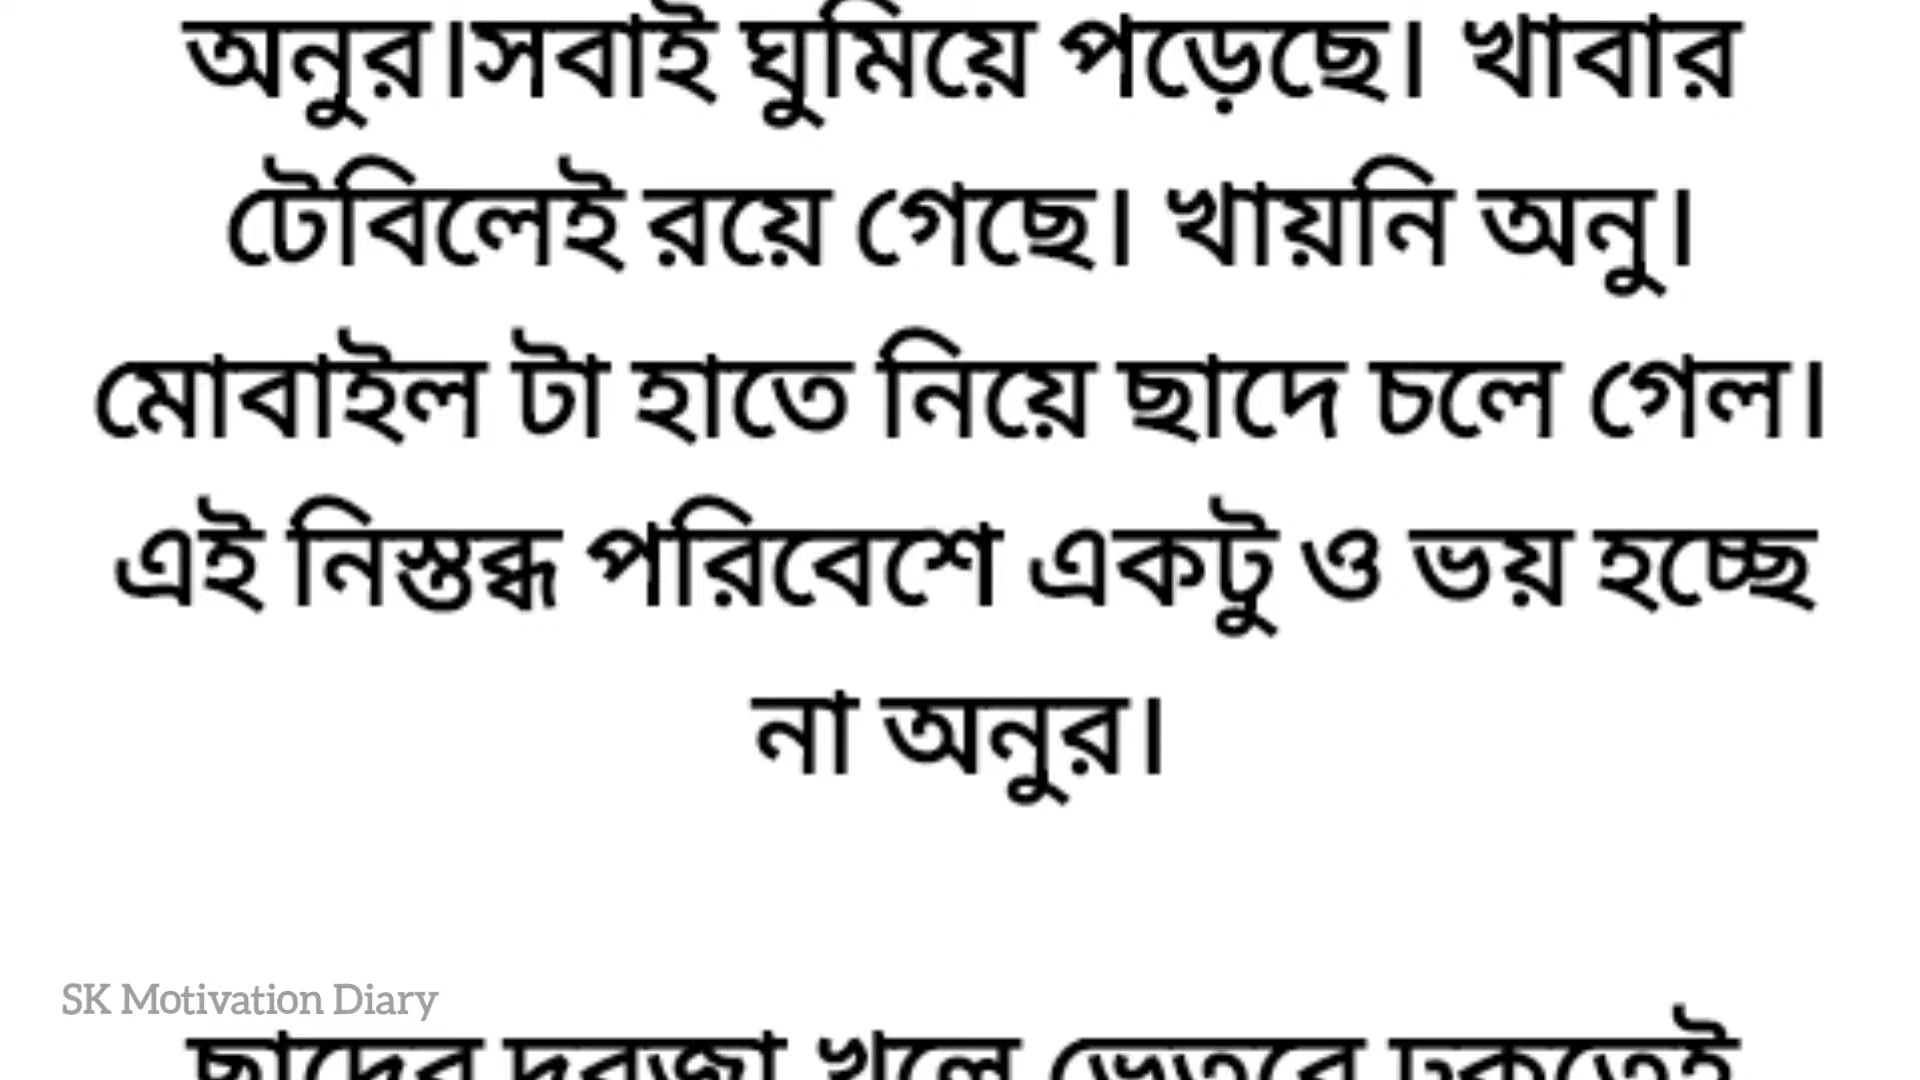 অনুর।সবাই ঘুমিয়ে পড়েছে। খাবার
টেবিলেই রয়ে গেছে। খায়নি অনু।
মোবাইল টা হাতে নিয়ে ছাদে চলে গেল।
এই নিস্তব্ধ পরিবেশে একটু ও ভয় হচ্ছে
না অনুর।
SK Motivation Diary
ছাদের দরজা খুলে ভেতরে ঢুকতেই